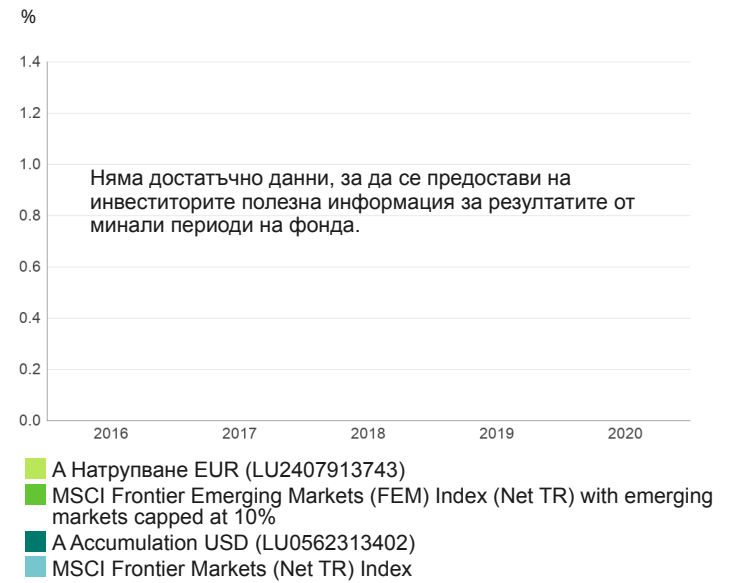 %
1.4
1.2
1.0
Няма достатъчно данни, за да се предостави на
инвеститорите полезна информация за резултатите от
минали периоди на фонда.
0.8
0.6
0.4
0.2
0.0
2016 2017 2018 2019 2020
А Натрупване EUR (LU2407913743)
MSCI Frontier Emerging Markets (FEM) Index (Net TR) with emerging
markets capped at 10%
A Accumulation USD (LU0562313402)
MSCI Frontier Markets (Net TR) Index